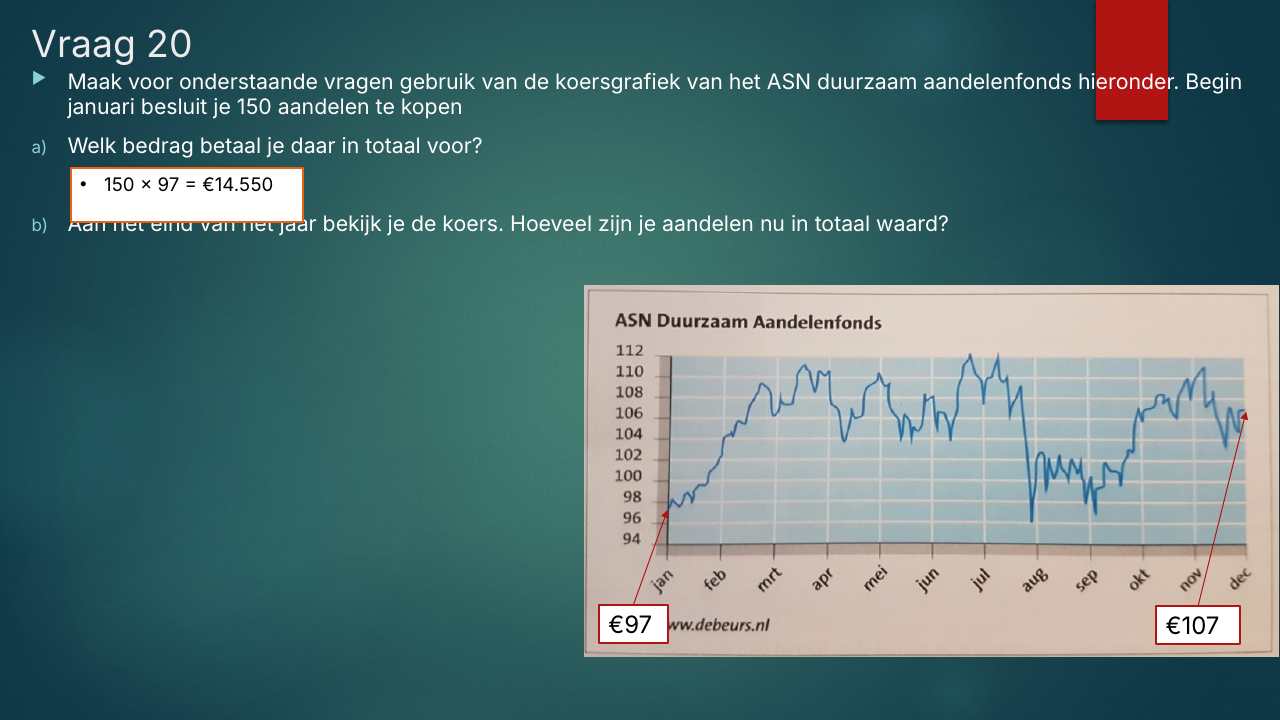 Vraag 20
Maak voor onderstaande vragen gebruik van de koersgrafiek van het ASN duurzaam aandelenfonds hieronder. Begin
januari besluit je 150 aandelen te kopen
a) Welk bedrag betaal je daar in totaal voor?
• 150 × 97 = €14.550
b) Aan het eind van het jaar bekijk je de koers. Hoeveel zijn je aandelen nu in totaal waard?
ASN Duurzaam Aandelenfonds
112
110
108
106
104
102
100
98
96
94
jan feb mrt apr mei jun jul aug sep okt nov dec
€97
ww.debeurs.nl
€107